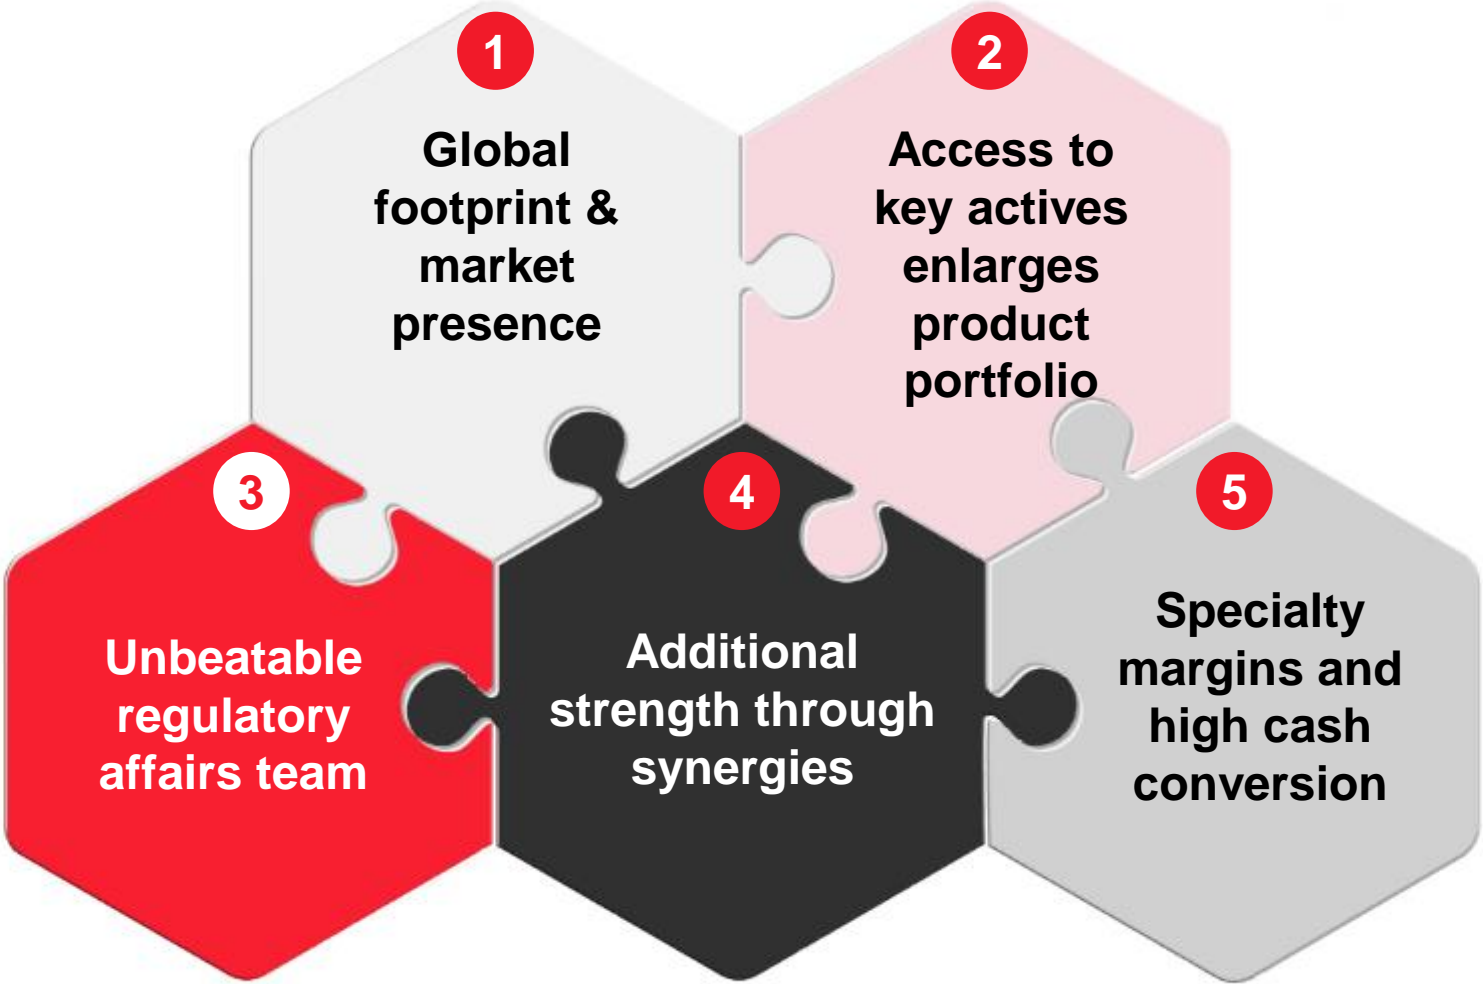 1
Global
footprint &
market
presence
2
Access to
key actives
enlarges
product
portfolio
3
Unbeatable
regulatory
affairs team
4
Additional
strength through
synergies
5
Specialty
margins and
high cash
conversion